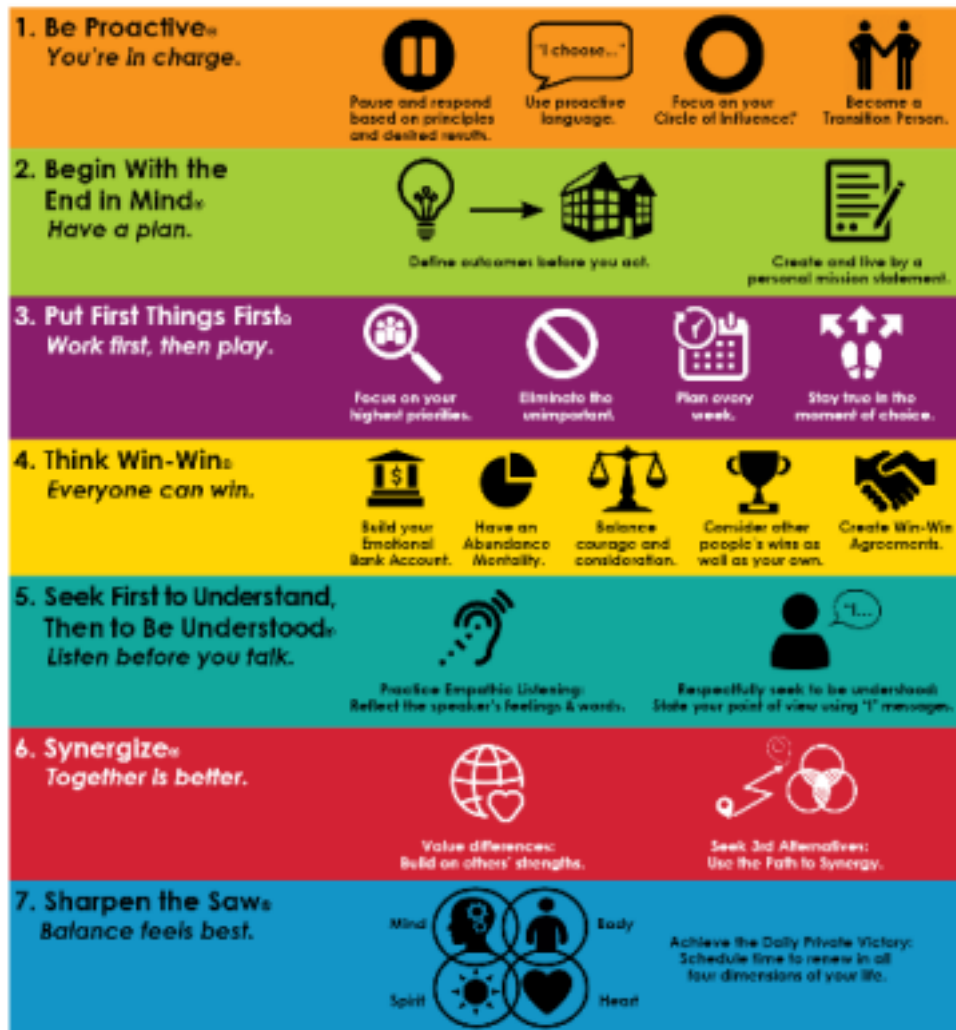 1. Be Proactive®
You're in charge.
"I choose..."
Pause and respond
based on principles
and desired results.
Use proactive
language.
Focus on your
Circle of Influence.®
Become a
Transition Person.
2. Begin With the
End in Mind®
Have a plan.
Define outcomes before you act.
Create and live by a
personal mission statement.
3. Put First Things First®
Work first, then play.
Focus on your
highest priorities.
Eliminate the
unimportant.
Plan every
week.
Stay true in the
moment of choice.
4. Think Win-Win®
Everyone can win.
$
Build your
Emotional
Bank Account.
Have an
Abundance
Mentality.
Balance
courage and
consideration.
Consider other
people's wins as
well as your own.
Create Win-Win
Agreements.
5. Seek First to Understand,
Then to Be Understood®
Listen before you talk.
"I...
Practice Empathic Listening:
Reflect the speaker's feelings & words.
Respectfully seek to be understood:
State your point of view using "I" messages.
6. Synergize®
Together is better.
Value differences:
Build on others' strengths.
Seek 3rd Alternatives:
Use the Path to Synergy.
7. Sharpen the Saw®
Balance feels best.
Mind
Body
Spirit
Heart
Achieve the Daily Private Victory:
Schedule time to renew in all
four dimensions of your life.